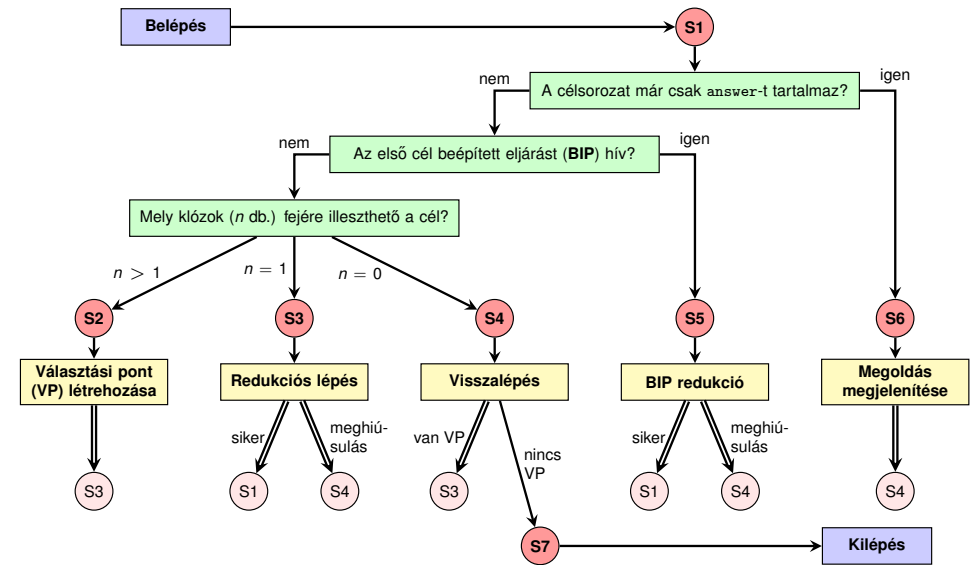 Belépés
S1
A célsorozat már csak answer-t tartalmaz?
nem
igen
Az első cél beépített eljárást (BIP) hív?
nem
igen
Mely klózok (n db.) fejére illeszthető a cél?
n > 1
n = 1
n = 0
S2
S3
S4
S5
S6
Választási pont
(VP) létrehozása
Redukciós lépés
Visszalépés
BIP redukció
Megoldás
megjelenítése
siker
meghiú-
sulás
van VP
nincs
VP
siker
meghiú-
sulás
S3
S1
S4
S3
S1
S4
S4
S7
Kilépés